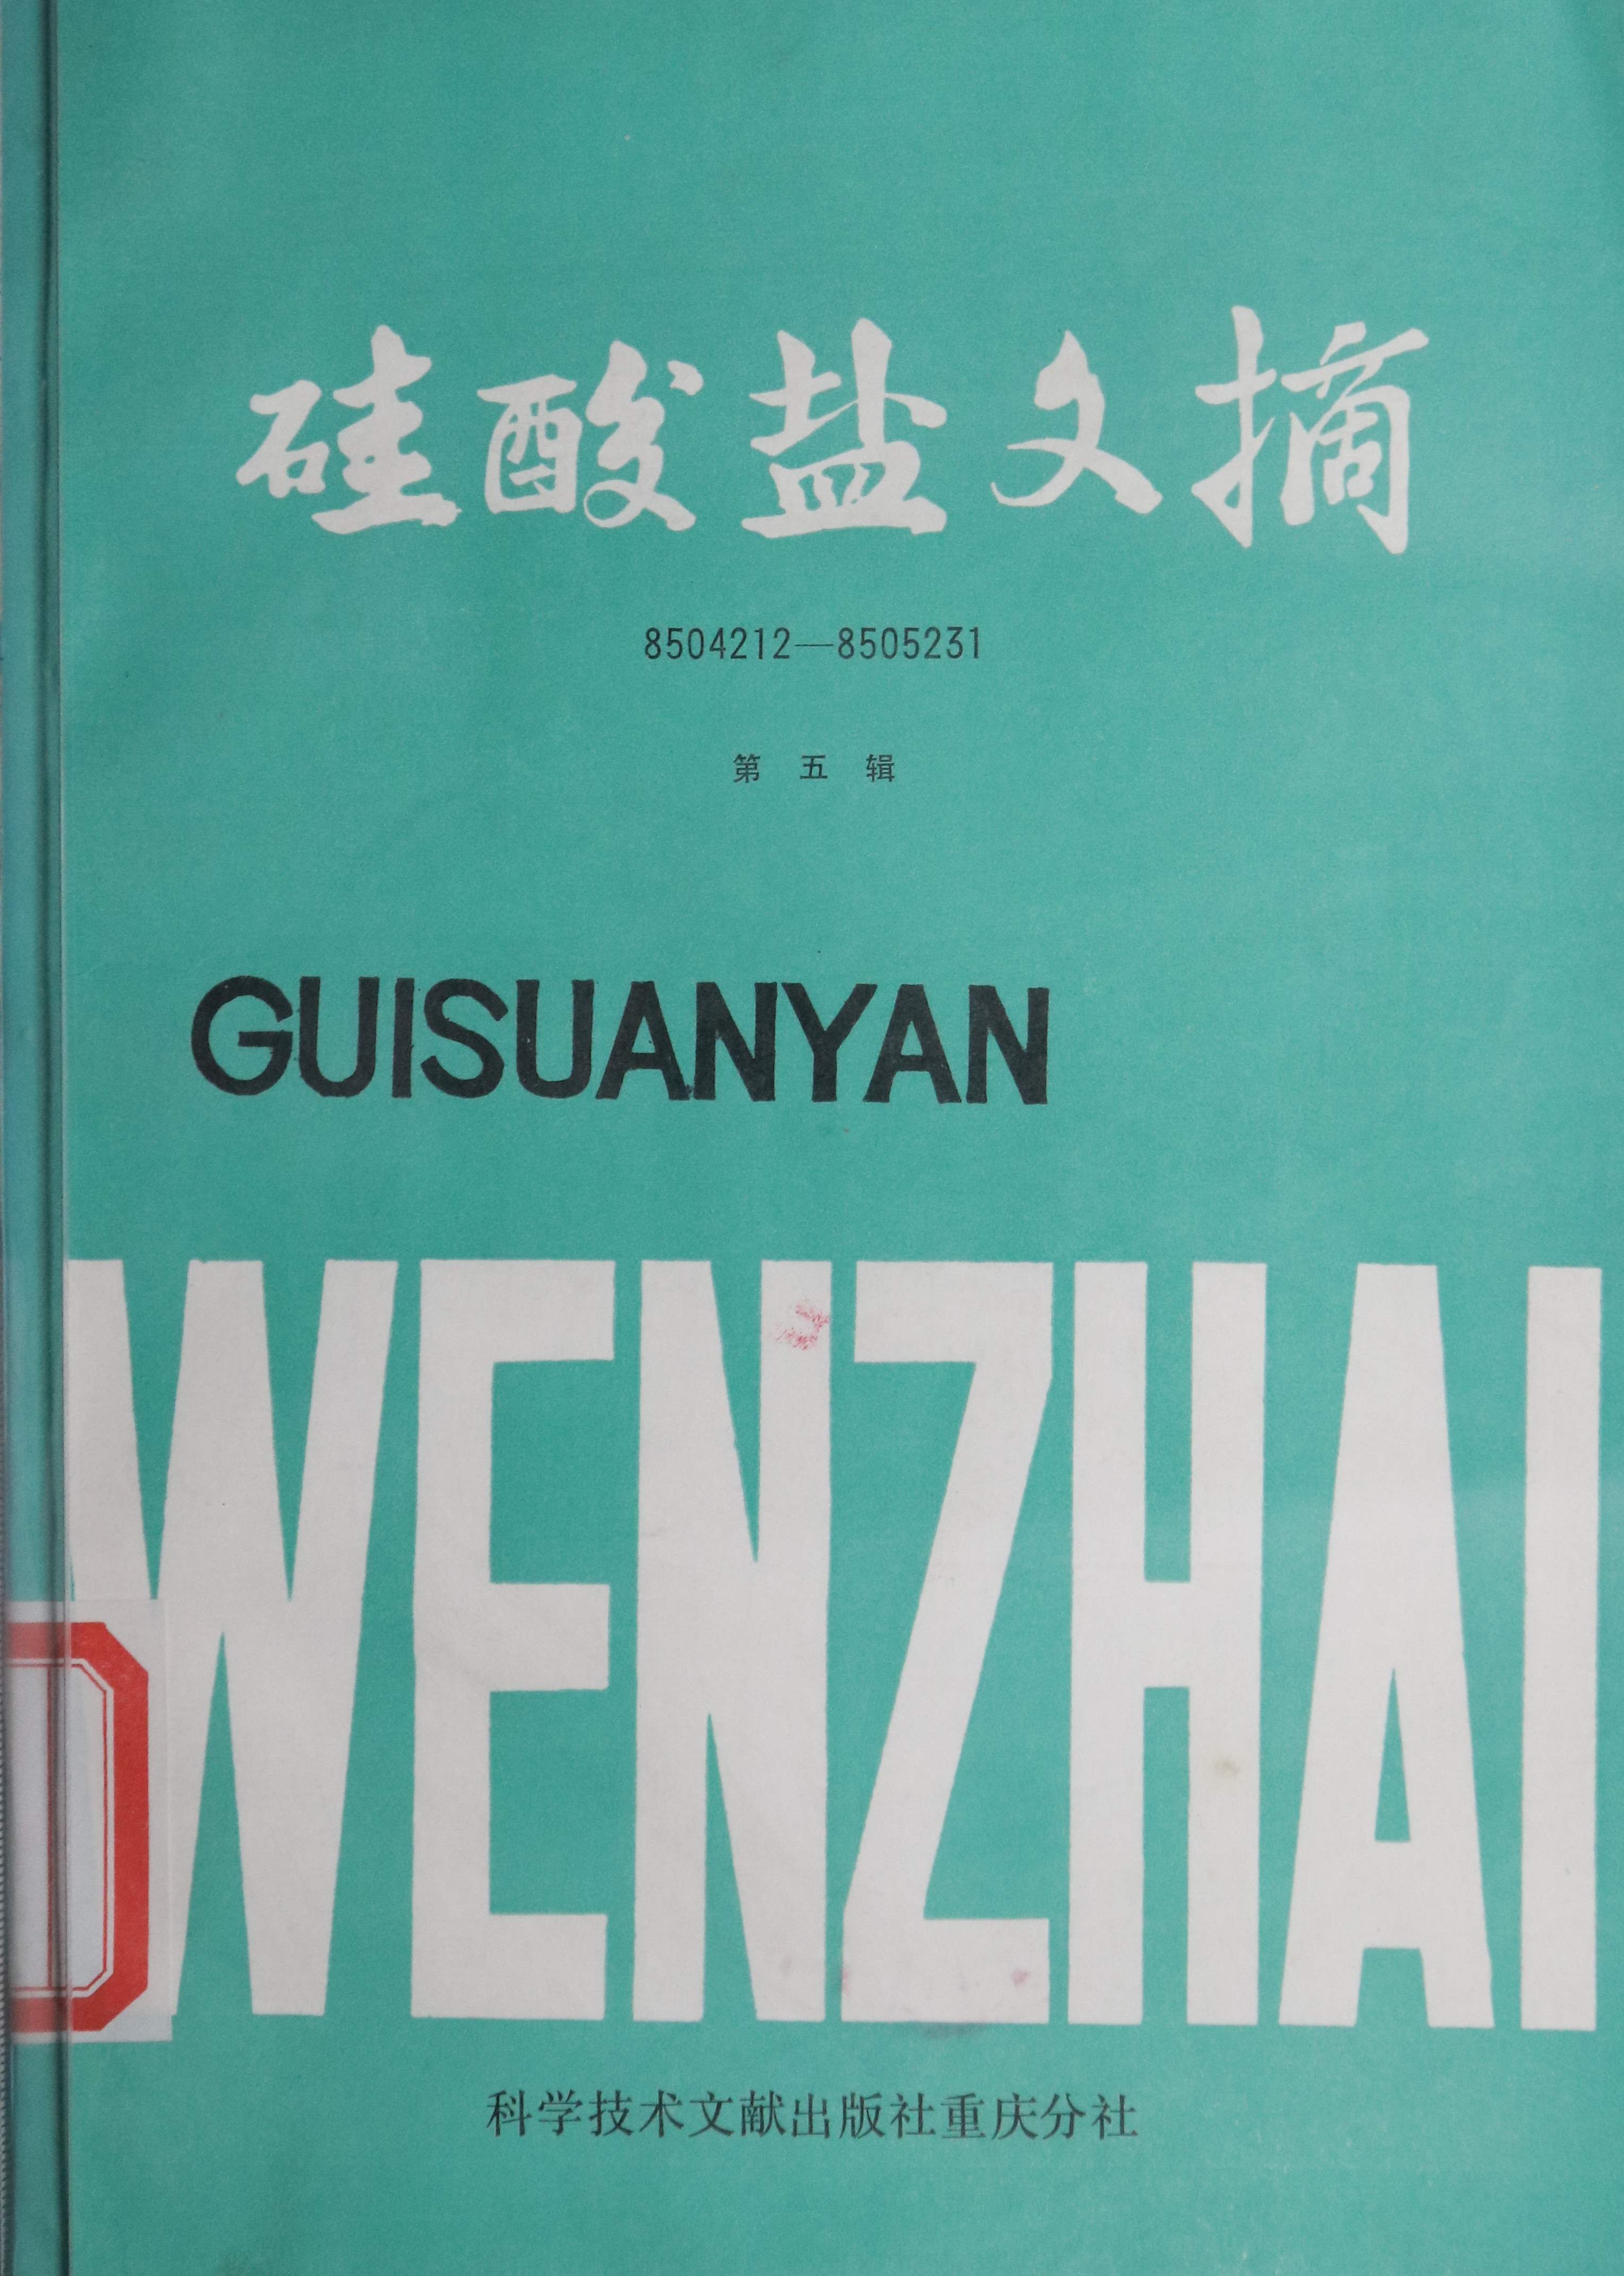 硅酸盐文摘
8504212—8505231
第五辑
GUISUANYAN
WENZHAI
科学技术文献出版社重庆分社